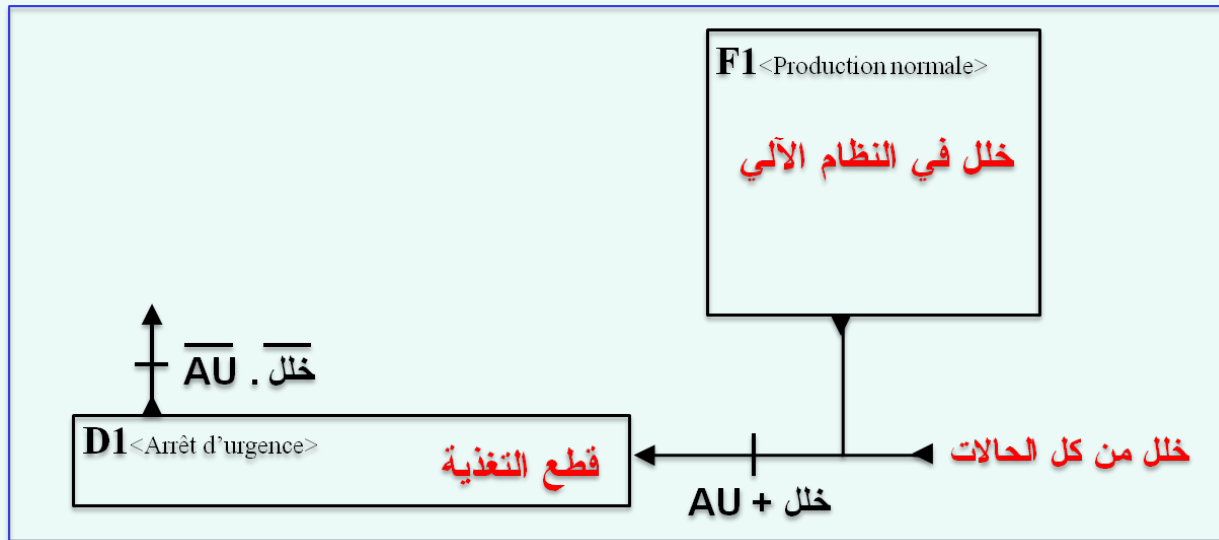 F1<Production normale>
خلل في النظام الآلي
AU . خلل
D1<Arrêt d’urgence>
قطع التغذية
خلل من كل الحالات
AU + خلل